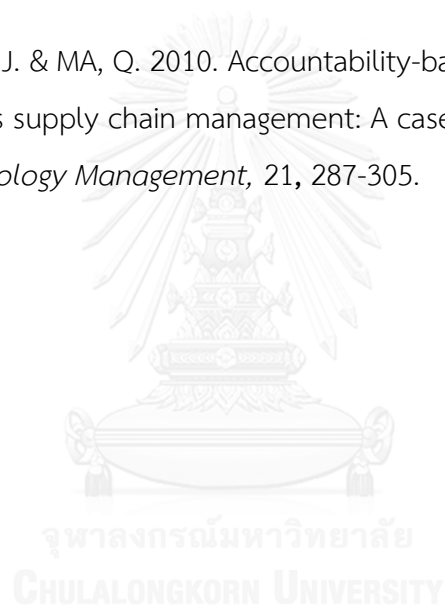 J. & MA, Q. 2010. Accountability-ba
s supply chain management: A case
ology Management, 21, 287-305.
จุฬาลงกรณ์มหาวิทยาลัย
CHULALONGKORN UNIVERSITY